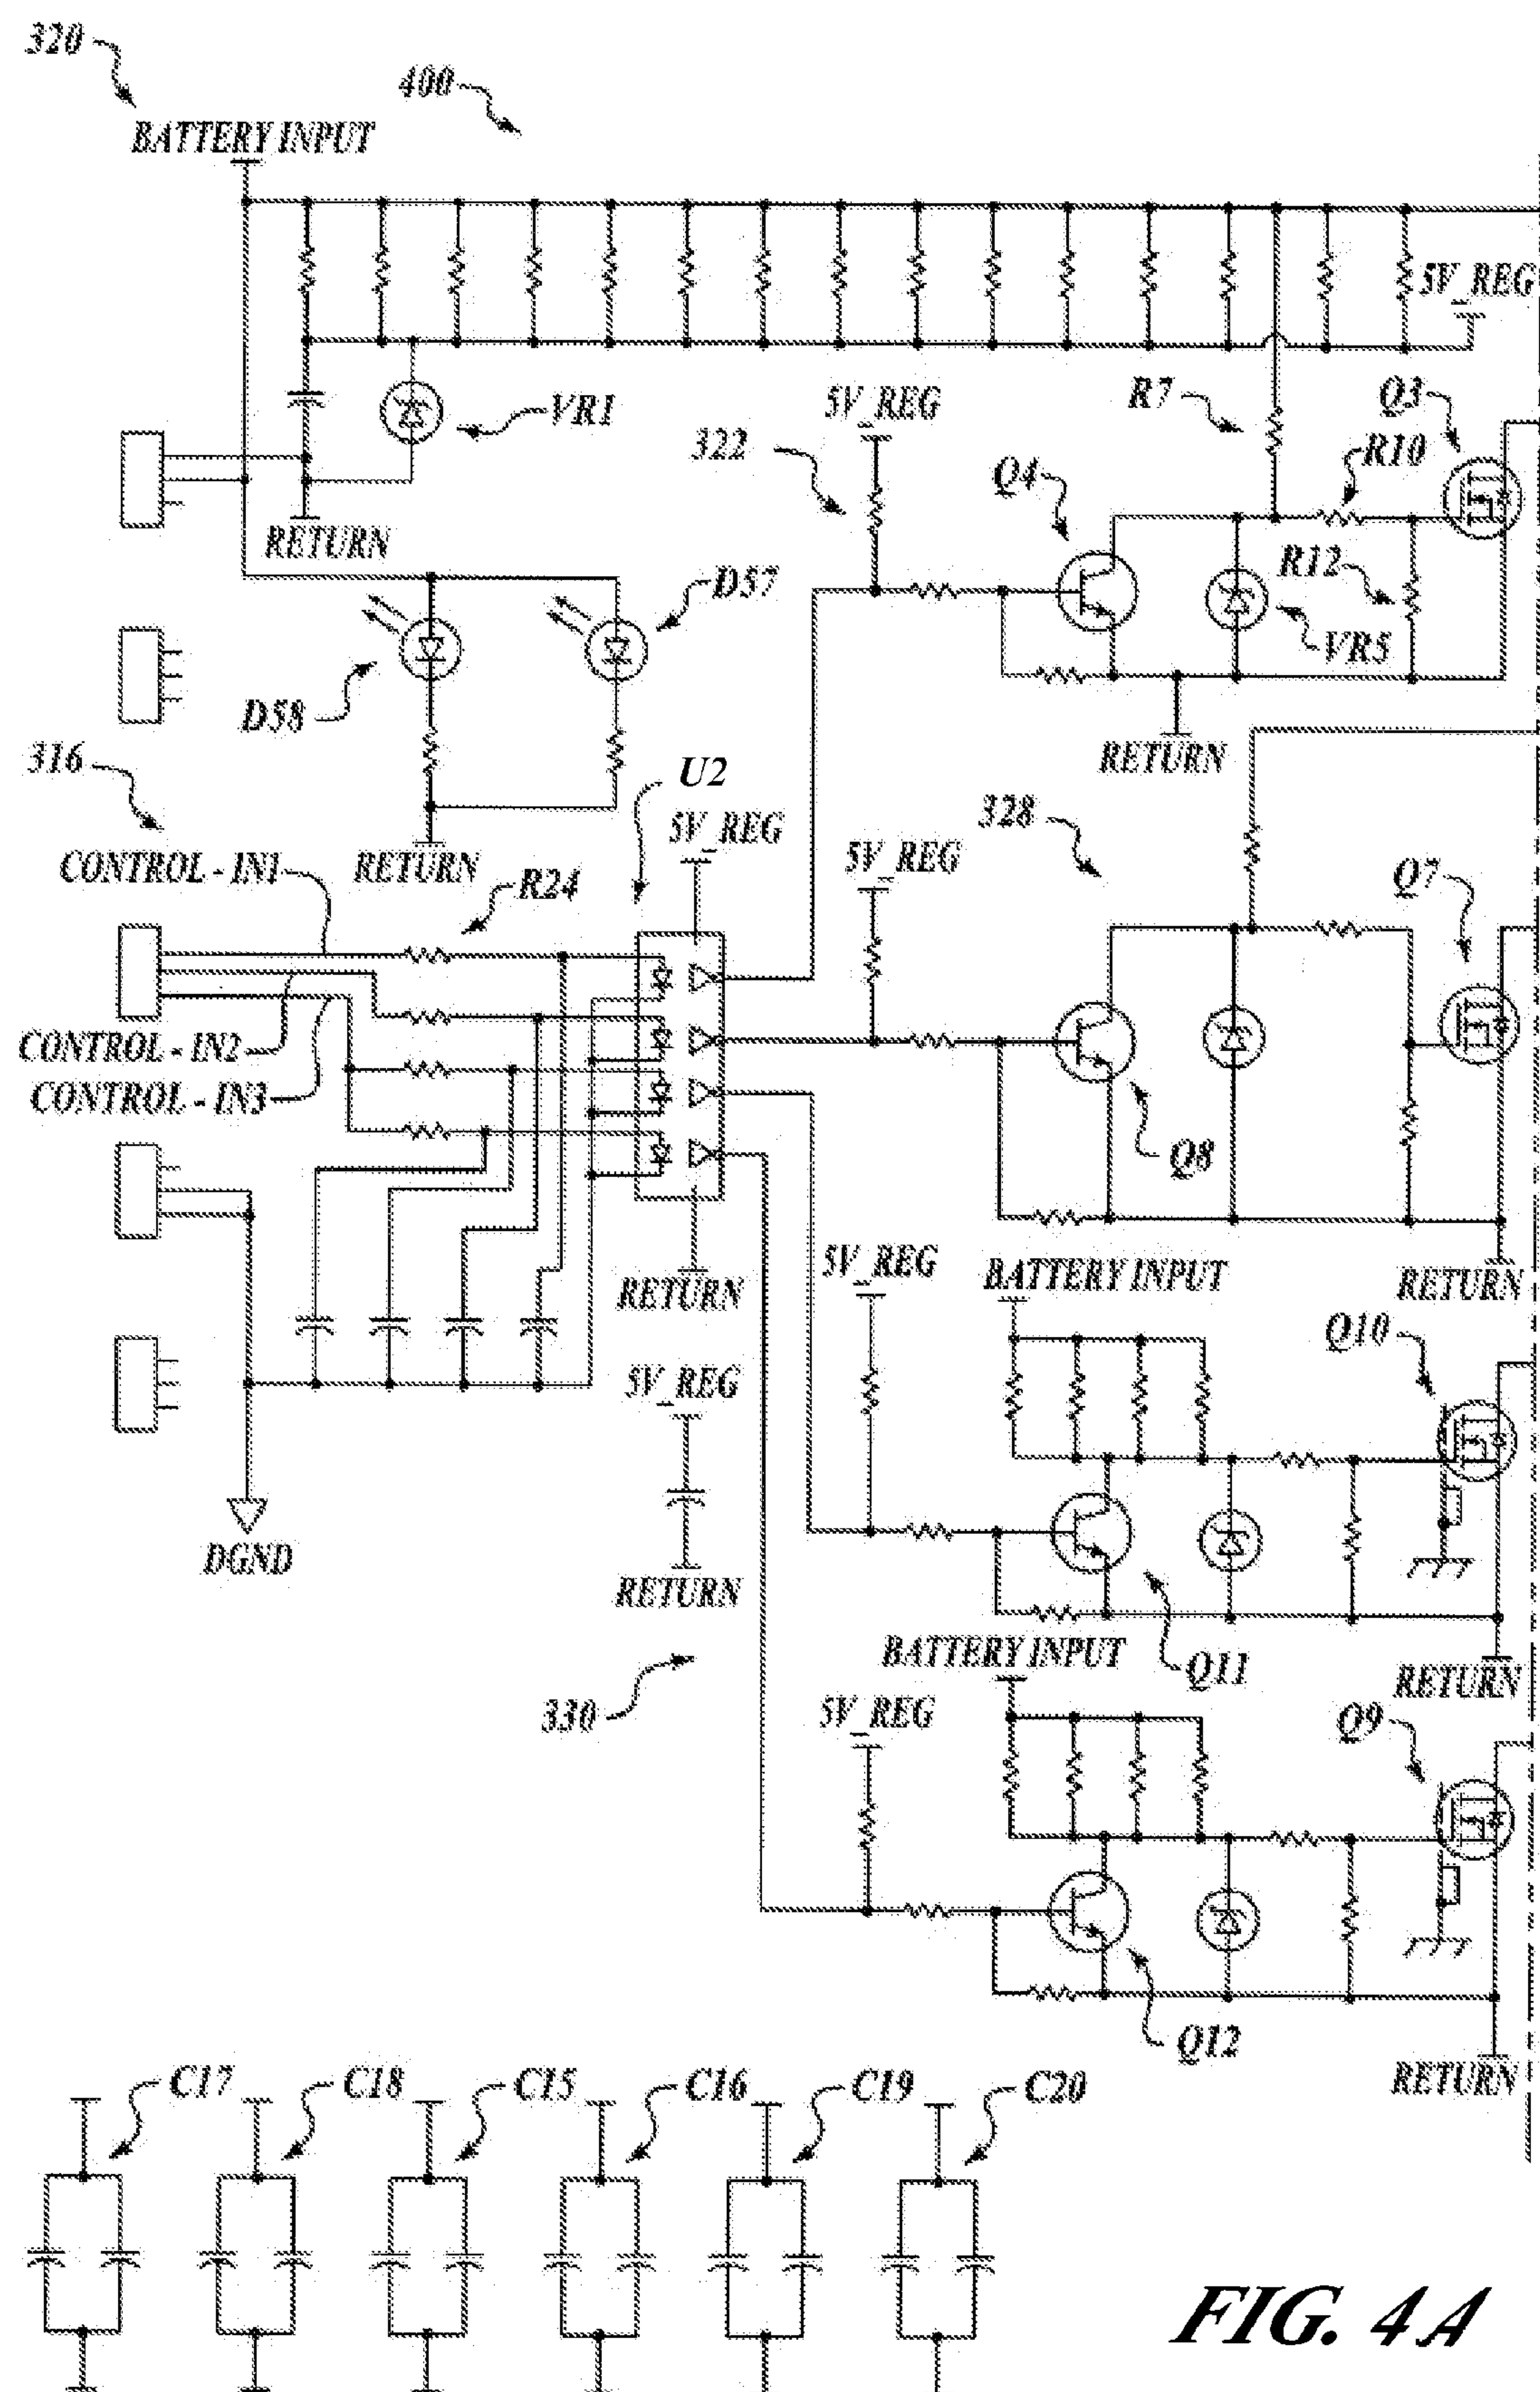 320
400
BATTERY INPUT
5V_REG
VR1
322
5V_REG
R7
Q3
R10
Q4
RETURN
R12
D57
VR5
D58
RETURN
316
U2
5V_REG
328
5V_REG
Q7
CONTROL - IN1
RETURN
R24
CONTROL - IN2
CONTROL - IN3
Q8
RETURN
5V_REG
BATTERY INPUT
RETURN
Q10
5V_REG
DGND
RETURN
BATTERY INPUT
Q11
RETURN
330
5V_REG
Q9
Q12
RETURN
C17
C18
C15
C16
C19
C20
FIG. 4A